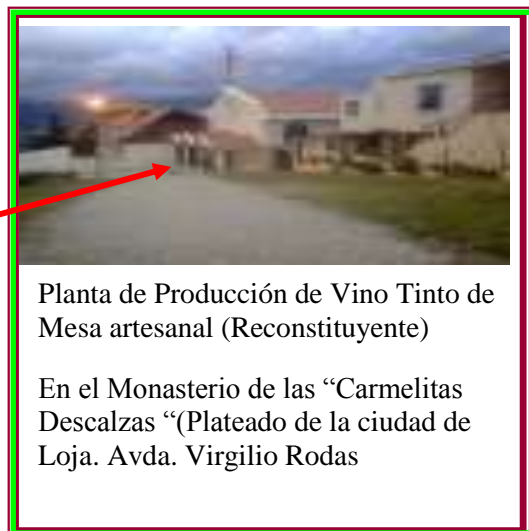 Planta de Producción de Vino Tinto de
Mesa artesanal (Reconstituyente)
En el Monasterio de las “Carmelitas
Descalzas “(Plateado de la ciudad de
Loja. Avda. Virgilio Rodas